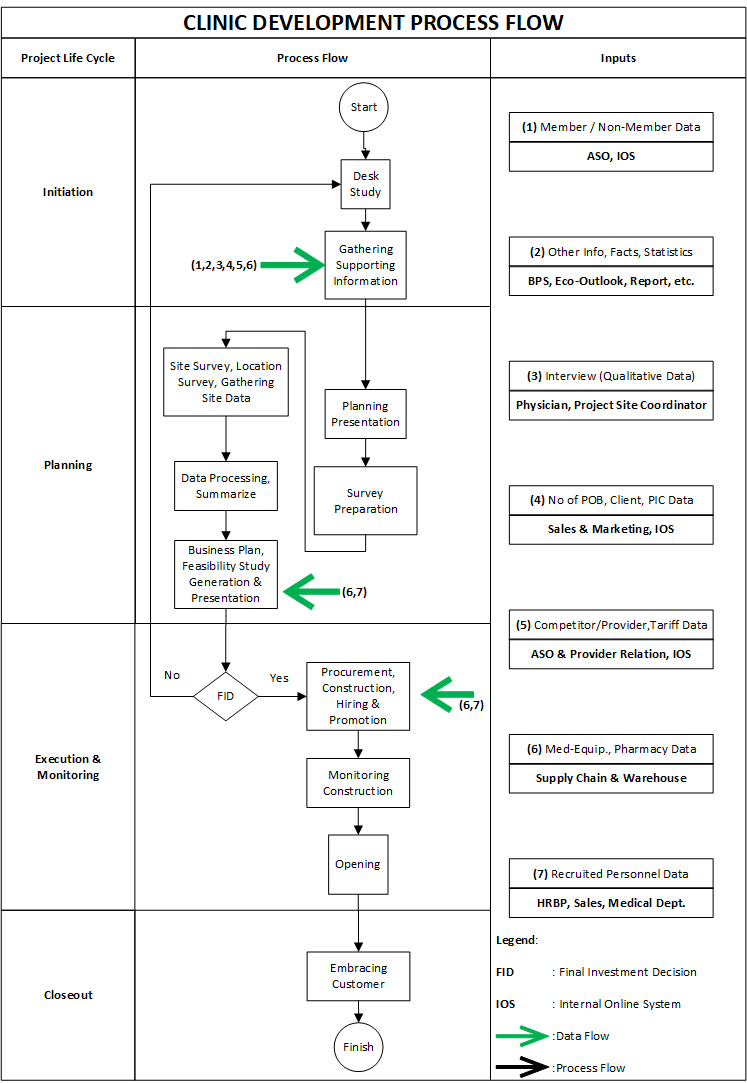 CLINIC DEVELOPMENT PROCESS FLOW
Project Life Cycle
Process Flow
Inputs
Initiation
Start
Desk
Study
(1,2,3,4,5,6)
Gathering
Supporting
Information
Planning
Site Survey, Location
Survey, Gathering
Site Data
Planning
Presentation
Data Processing,
Summarize
Survey
Preparation
Business Plan,
Feasibility Study
Generation &
Presentation
(6,7)
Execution &
Monitoring
No
FID
Yes
Procurement,
Construction,
Hiring &
Promotion
(6,7)
Monitoring
Construction
Opening
Closeout
Embracing
Customer
Finish
(1) Member / Non-Member Data
ASO, IOS
(2) Other Info, Facts, Statistics
BPS, Eco-Outlook, Report, etc.
(3) Interview (Qualitative Data)
Physician, Project Site Coordinator
(4) No of POB, Client, PIC Data
Sales & Marketing, IOS
(5) Competitor/Provider,Tariff Data
ASO & Provider Relation, IOS
(6) Med-Equip., Pharmacy Data
Supply Chain & Warehouse
(7) Recruited Personnel Data
HRBP, Sales, Medical Dept.
Legend:
FID : Final Investment Decision
IOS : Internal Online System
:Data Flow
:Process Flow